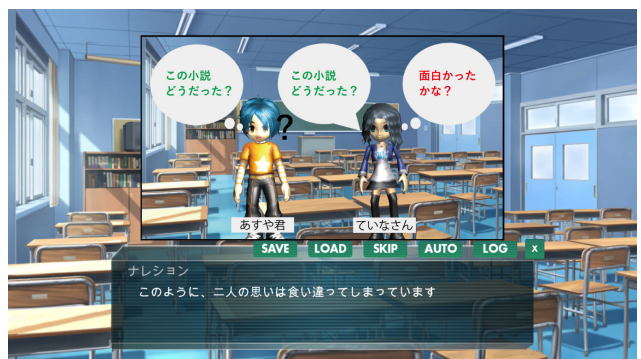 この小説
どうだった？
この小説
どうだった？
面白かった
かな？
?
あすや君
ていなさん
SAVE
LOAD
SKIP
AUTO
LOG
x
ナレーション
このように、二人の思いは食い違ってしまっています